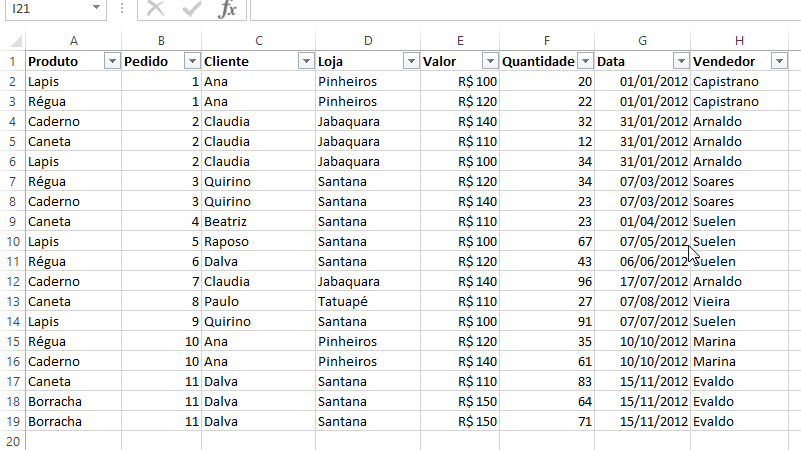 I21 fx
A B C D E F G H
1 Produto Pedido Cliente Loja Valor Quantidade Data Vendedor
2 Lapis 1 Ana Pinheiros R$ 100 20 01/01/2012 Capistrano
3 Régua 1 Ana Pinheiros R$ 120 22 01/01/2012 Capistrano
4 Caderno 2 Claudia Jabaquara R$ 140 32 31/01/2012 Arnaldo
5 Caneta 2 Claudia Jabaquara R$ 110 12 31/01/2012 Arnaldo
6 Lapis 2 Claudia Jabaquara R$ 100 34 31/01/2012 Arnaldo
7 Régua 3 Quirino Santana R$ 120 34 07/03/2012 Soares
8 Caderno 3 Quirino Santana R$ 140 23 07/03/2012 Soares
9 Caneta 4 Beatriz Santana R$ 110 23 01/04/2012 Suelen
10 Lapis 5 Raposo Santana R$ 100 67 07/05/2012 Suelen
11 Régua 6 Dalva Santana R$ 120 43 06/06/2012 Suelen
12 Caderno 7 Claudia Jabaquara R$ 140 96 17/07/2012 Arnaldo
13 Caneta 8 Paulo Tatuapé R$ 110 27 07/08/2012 Vieira
14 Lapis 9 Quirino Santana R$ 100 91 07/07/2012 Suelen
15 Régua 10 Ana Pinheiros R$ 120 35 10/10/2012 Marina
16 Caderno 10 Ana Pinheiros R$ 140 61 10/10/2012 Marina
17 Caneta 11 Dalva Santana R$ 110 83 15/11/2012 Evaldo
18 Borracha 11 Dalva Santana R$ 150 64 15/11/2012 Evaldo
19 Borracha 11 Dalva Santana R$ 150 71 15/11/2012 Evaldo
20